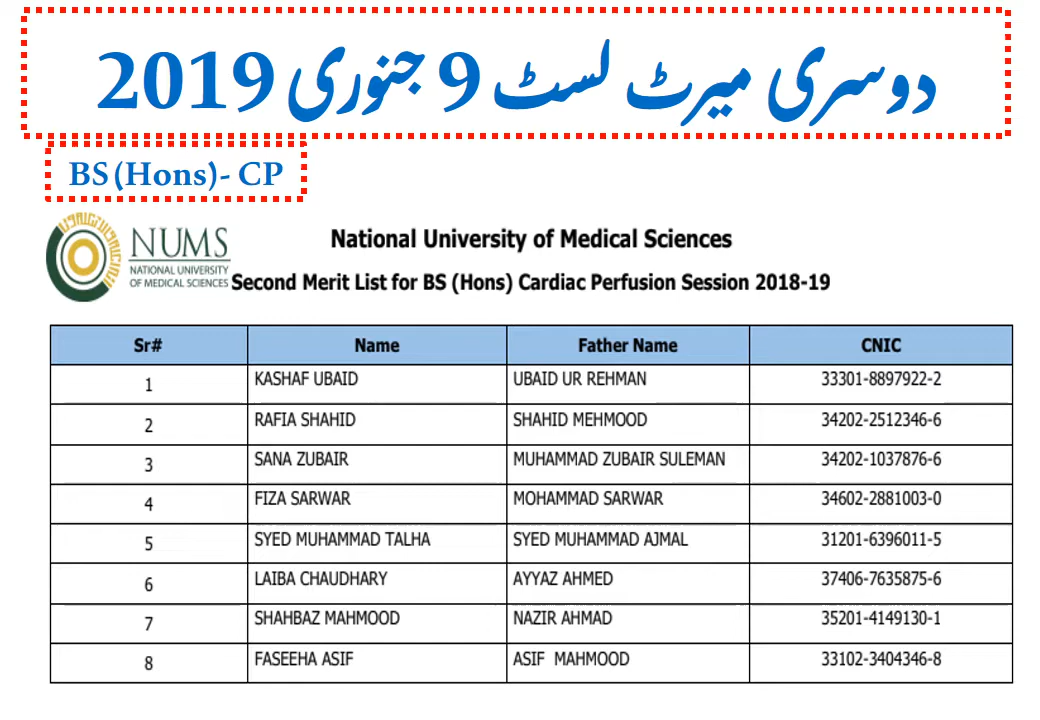 دوسری میرٹ لسٹ 9 جنوری 2019
BS (Hons)- CP
NUMS
NATIONAL UNIVERSITY
OF MEDICAL SCIENCES
National University of Medical Sciences
Second Merit List for BS (Hons) Cardiac Perfusion Session 2018-19
Sr# Name Father Name CNIC
1 KASHAF UBAID UBAID UR REHMAN 33301-8897922-2
2 RAFIA SHAHID SHAHID MEHMOOD 34202-2512346-6
3 SANA ZUBAIR MUHAMMAD ZUBAIR SULEMAN 34202-1037876-6
4 FIZA SARWAR MOHAMMAD SARWAR 34602-2881003-0
5 SYED MUHAMMAD TALHA SYED MUHAMMAD AJMAL 31201-6396011-5
6 LAIBA CHAUDHARY AYYAZ AHMED 37406-7635875-6
7 SHAHBAZ MAHMOOD NAZIR AHMAD 35201-4149130-1
8 FASEEHA ASIF ASIF MAHMOOD 33102-3404346-8